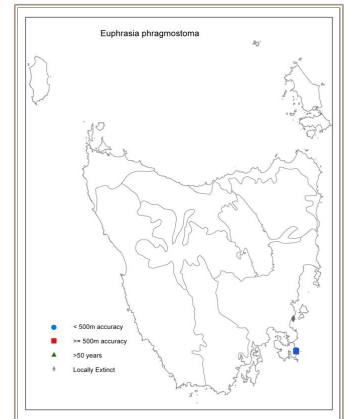 Euphrasia phragmostoma
< 500m accuracy
>= 500m accuracy
>50 years
Locally Extinct